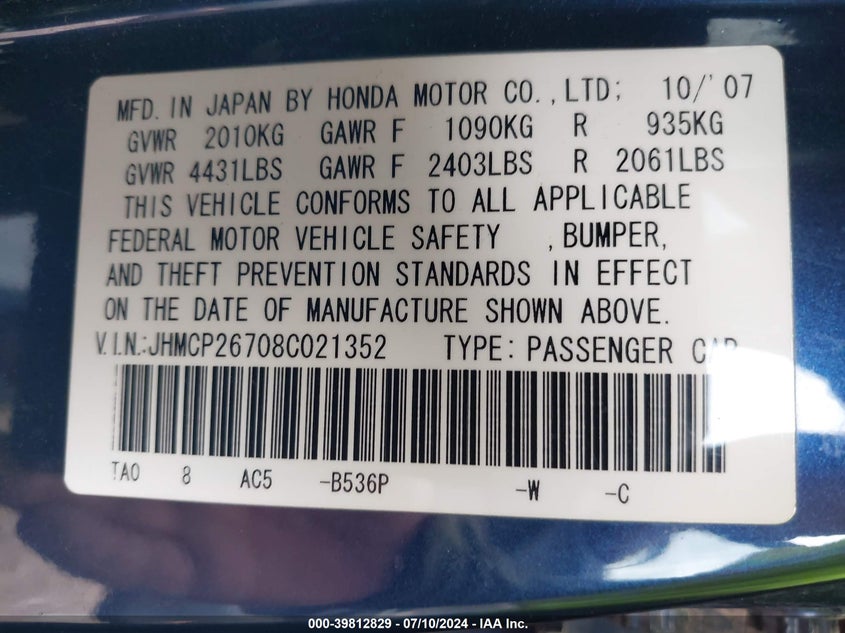 MFD. IN JAPAN BY HONDA MOTOR CO., LTD; 10/'07
GVWR 2010KG GAWR F 1090KG R 935KG
GVWR 4431LBS GAWR F 2403LBS R 2061LBS
THIS VEHICLE CONFORMS TO ALL APPLICABLE
FEDERAL MOTOR VEHICLE SAFETY , BUMPER,
AND THEFT PREVENTION STANDARDS IN EFFECT
ON THE DATE OF MANUFACTURE SHOWN ABOVE.
V.I.N.:JHMCP26708C021352 TYPE: PASSENGER CAR
TA0 8 AC5 -B536P -W -C
000-39812829 - 07/10/2024 - IAA Inc.